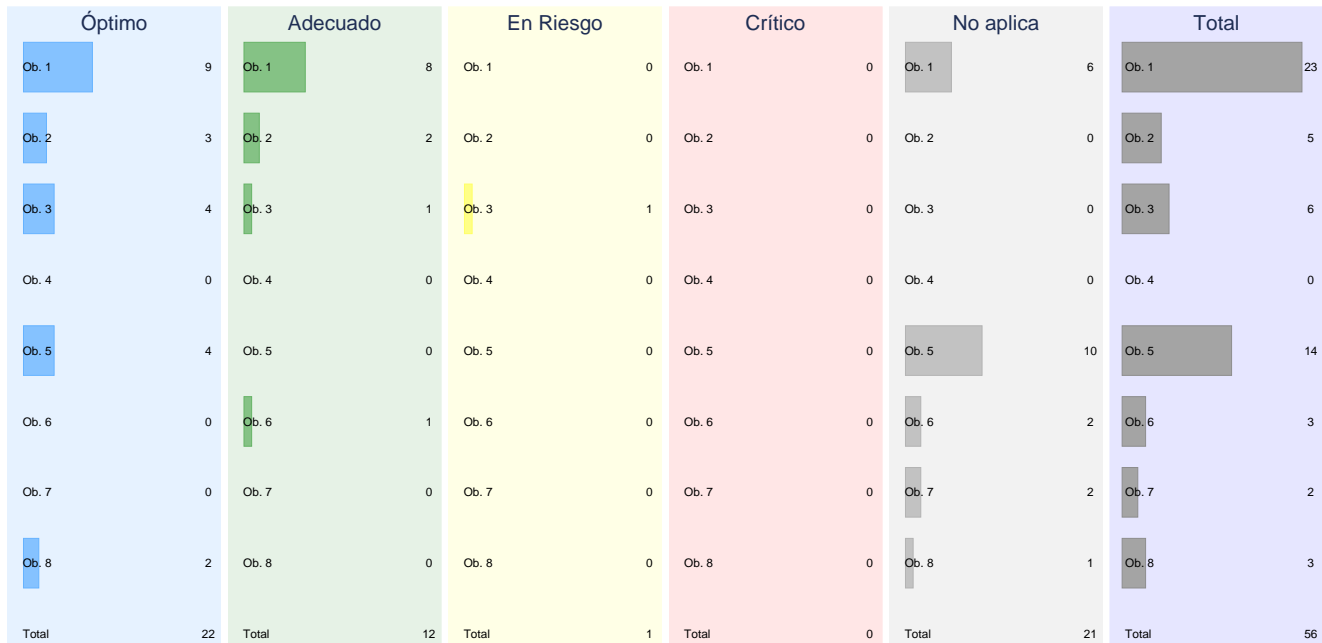 Óptimo Adecuado En Riesgo Crítico No aplica Total
Ob. 1 9 Ob. 1 8 Ob. 1 0 Ob. 1 0 Ob. 1 6 Ob. 1 23
Ob. 2 3 Ob. 2 2 Ob. 2 0 Ob. 2 0 Ob. 2 0 Ob. 2 5
Ob. 3 4 Ob. 3 1 Ob. 3 1 Ob. 3 0 Ob. 3 0 Ob. 3 6
Ob. 4 0 Ob. 4 0 Ob. 4 0 Ob. 4 0 Ob. 4 0 Ob. 4 0
Ob. 5 4 Ob. 5 0 Ob. 5 0 Ob. 5 0 Ob. 5 10 Ob. 5 14
Ob. 6 0 Ob. 6 1 Ob. 6 0 Ob. 6 0 Ob. 6 2 Ob. 6 3
Ob. 7 0 Ob. 7 0 Ob. 7 0 Ob. 7 0 Ob. 7 2 Ob. 7 2
Ob. 8 2 Ob. 8 0 Ob. 8 0 Ob. 8 0 Ob. 8 1 Ob. 8 3
Total 22 Total 12 Total 1 Total 0 Total 21 Total 56